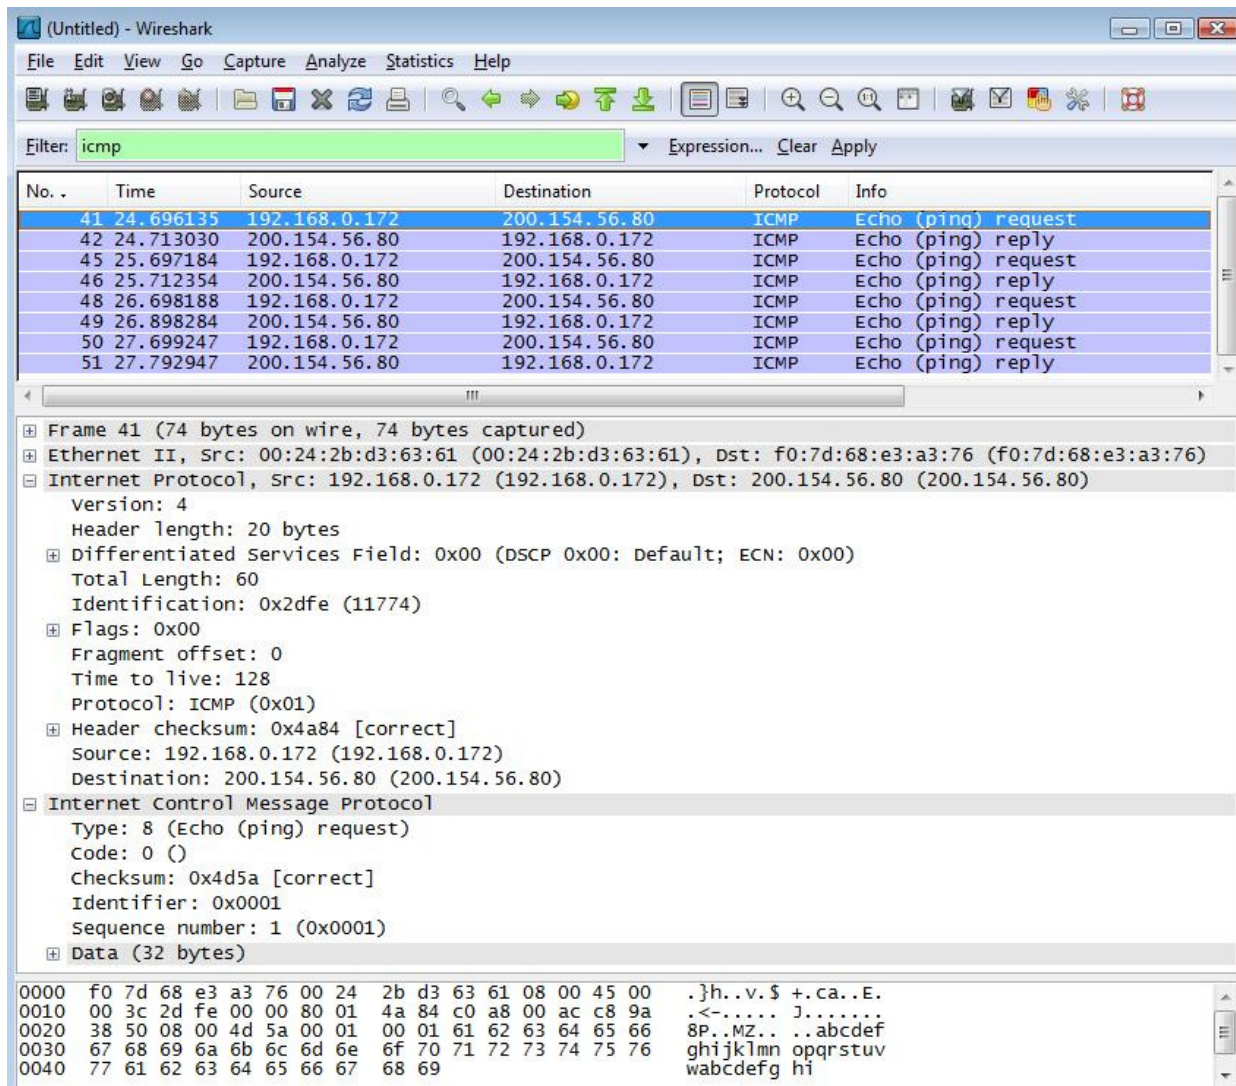 (Untitled) - Wireshark
File Edit View Go Capture Analyze Statistics Help
Filter: icmp Expression... Clear Apply
No. . Time Source Destination Protocol Info
41 24.696135 192.168.0.172 200.154.56.80 ICMP Echo (ping) request
42 24.713030 200.154.56.80 192.168.0.172 ICMP Echo (ping) reply
45 25.697184 192.168.0.172 200.154.56.80 ICMP Echo (ping) request
46 25.712354 200.154.56.80 192.168.0.172 ICMP Echo (ping) reply
48 26.698188 192.168.0.172 200.154.56.80 ICMP Echo (ping) request
49 26.898284 200.154.56.80 192.168.0.172 ICMP Echo (ping) reply
50 27.699247 192.168.0.172 200.154.56.80 ICMP Echo (ping) request
51 27.792947 200.154.56.80 192.168.0.172 ICMP Echo (ping) reply
Frame 41 (74 bytes on wire, 74 bytes captured)
Ethernet II, Src: 00:24:2b:d3:63:61 (00:24:2b:d3:63:61), Dst: f0:7d:68:e3:a3:76 (f0:7d:68:e3:a3:76)
Internet Protocol, Src: 192.168.0.172 (192.168.0.172), Dst: 200.154.56.80 (200.154.56.80)
Version: 4
Header length: 20 bytes
Differentiated Services Field: 0x00 (DSCP 0x00: Default; ECN: 0x00)
Total Length: 60
Identification: 0x2dfe (11774)
Flags: 0x00
Fragment offset: 0
Time to live: 128
Protocol: ICMP (0x01)
Header checksum: 0x4a84 [correct]
Source: 192.168.0.172 (192.168.0.172)
Destination: 200.154.56.80 (200.154.56.80)
Internet Control Message Protocol
Type: 8 (Echo (ping) request)
Code: 0 ()
Checksum: 0x4d5a [correct]
Identifier: 0x0001
Sequence number: 1 (0x0001)
Data (32 bytes)
0000 f0 7d 68 e3 a3 76 00 24 2b d3 63 61 08 00 45 00 .}h..v.$ +.ca..E.
0010 00 3c 2d fe 00 00 80 01 4a 84 c0 a8 00 ac c8 9a .<-..... J.......
0020 38 50 08 00 4d 5a 00 01 00 01 61 62 63 64 65 66 8P..MZ.. ..abcdef
0030 67 68 69 6a 6b 6c 6d 6e 6f 70 71 72 73 74 75 76 ghijklmn opqrstuv
0040 77 61 62 63 64 65 66 67 68 69 wabcdefg hi